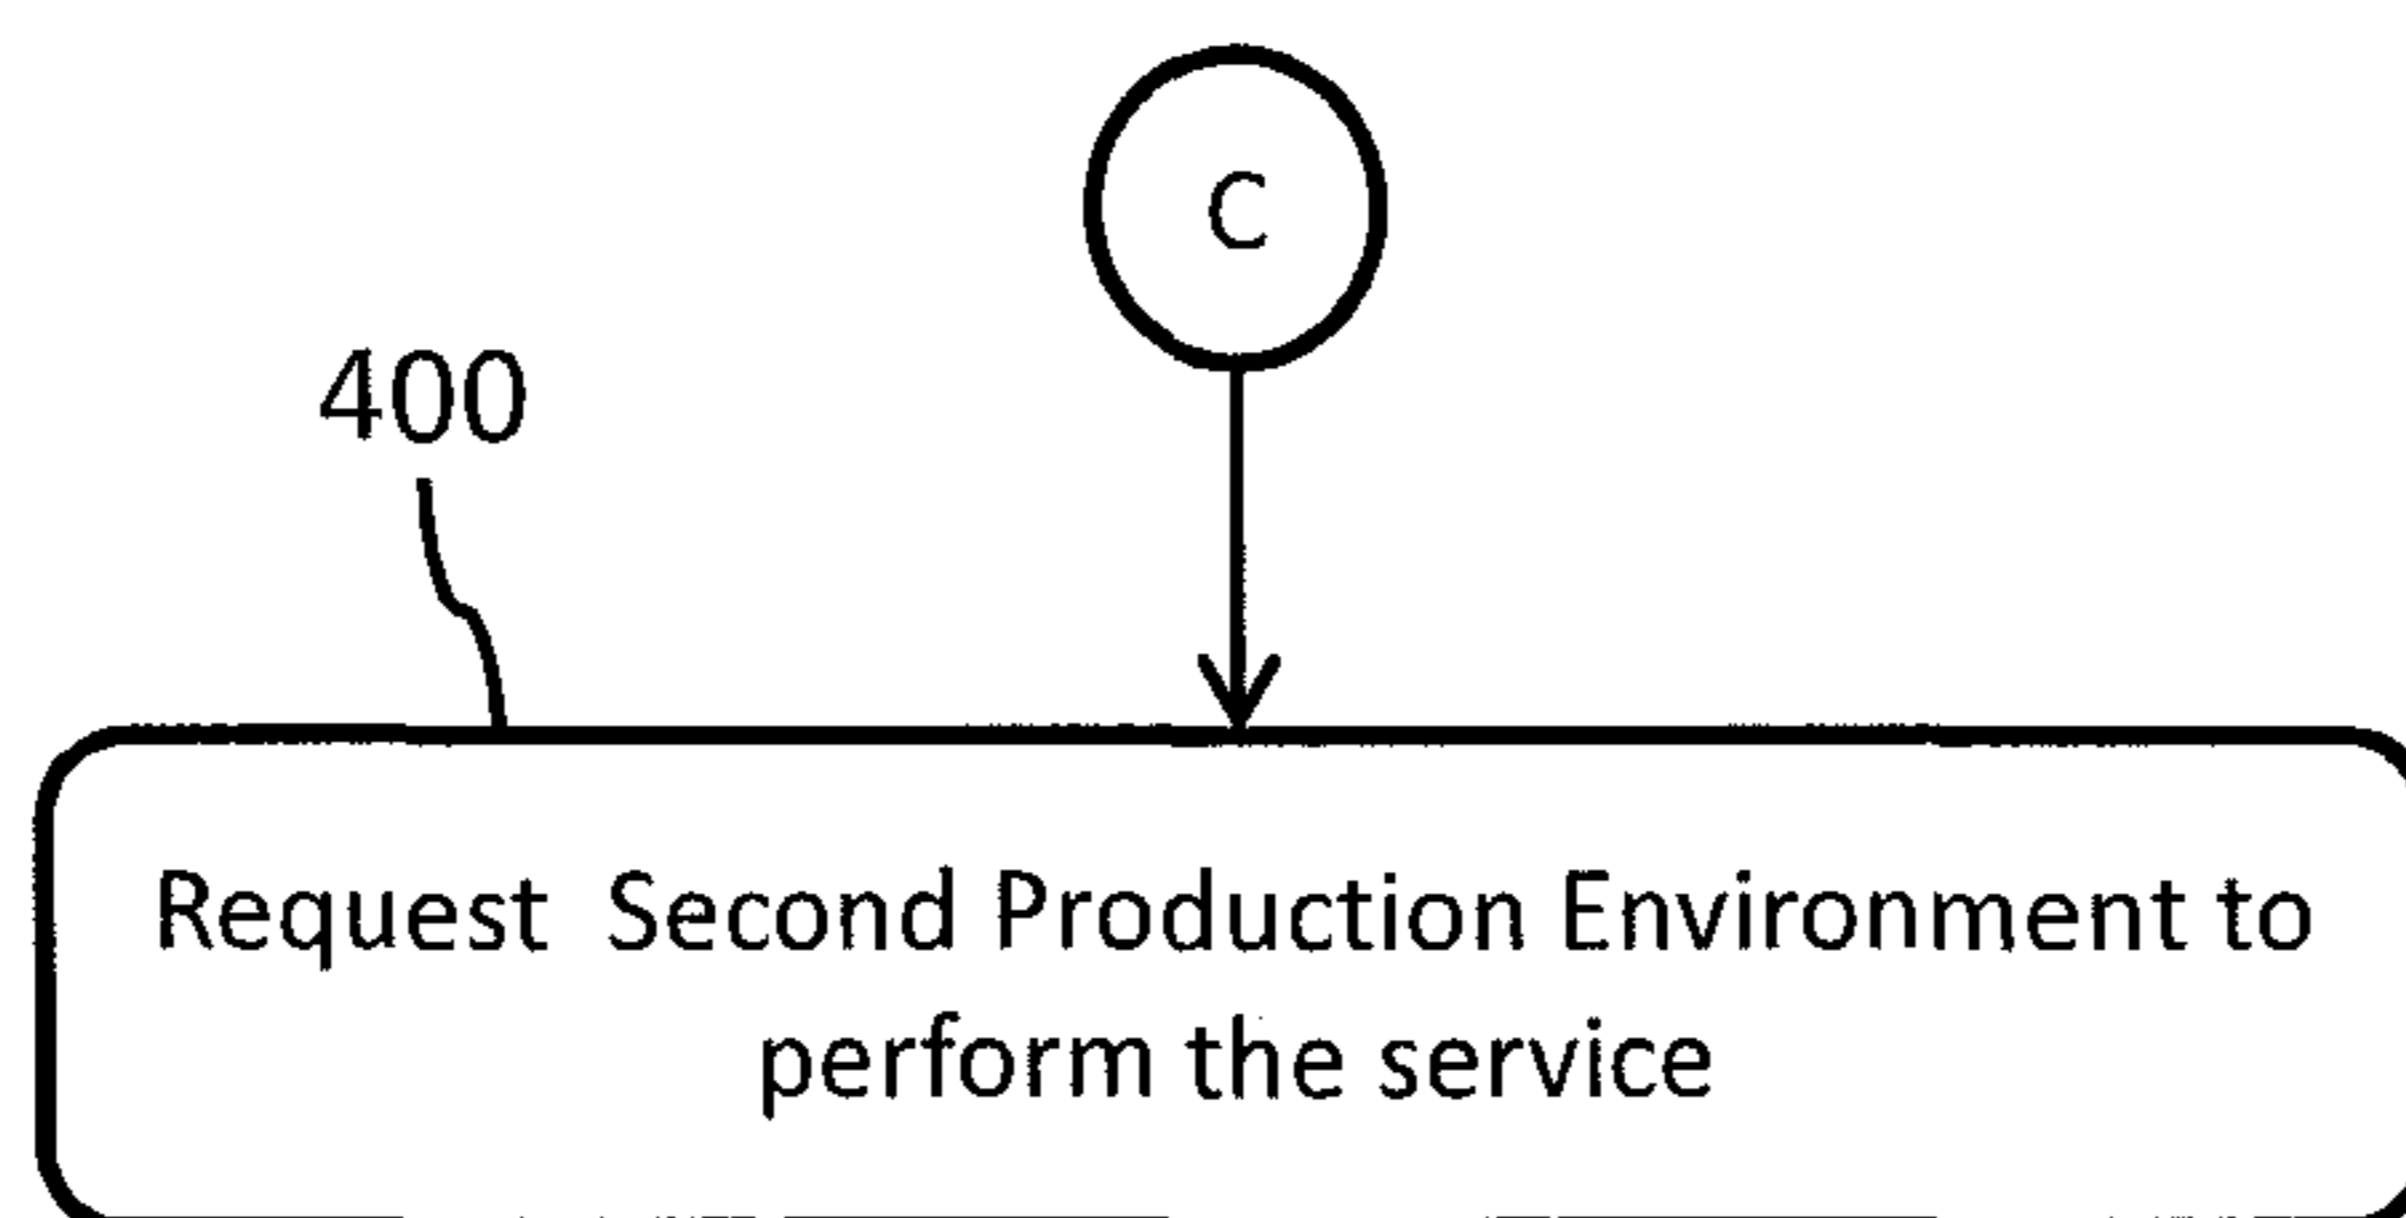 C
400
Request Second Production Environment to
perform the service